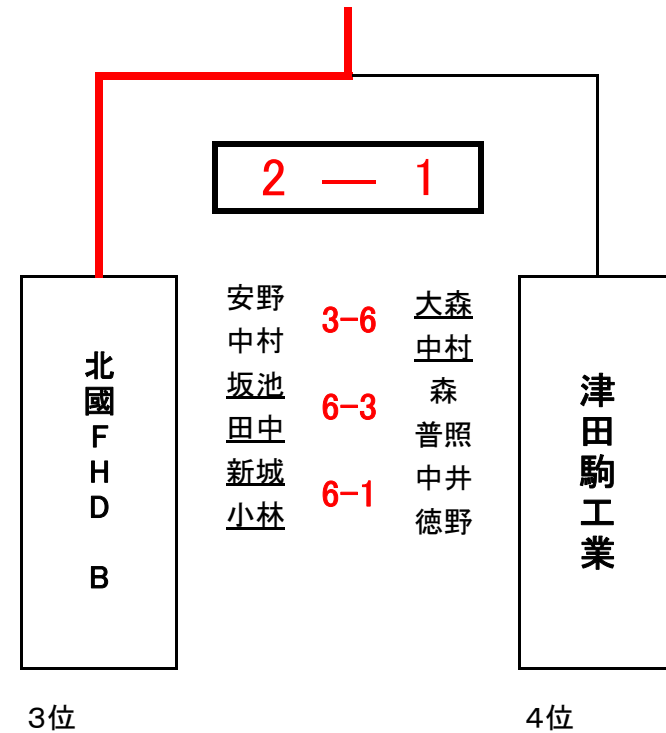 2 — 1
北國FHD B
安野
中村
坂池
田中
新城
小林
3-6
6-3
6-1
大森
中村
森
普照
中井
徳野
津田駒工業
3位
4位